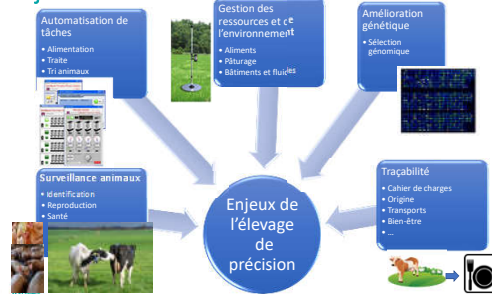 Automatisation de
tâches
• Alimentation
• Traite
• Tri animaux
Gestion des
ressources et de
l'environnement
• Aliments
• Pâturage
• Bâtiments et fluides
Amélioration
génétique
• Sélection
génomique
Surveillance animaux
• Identification
• Reproduction
• Santé
Enjeux de
l'élevage
de
précision
Traçabilité
• Cahier de charges
• Origine
• Transports
• Bien-être
• ...